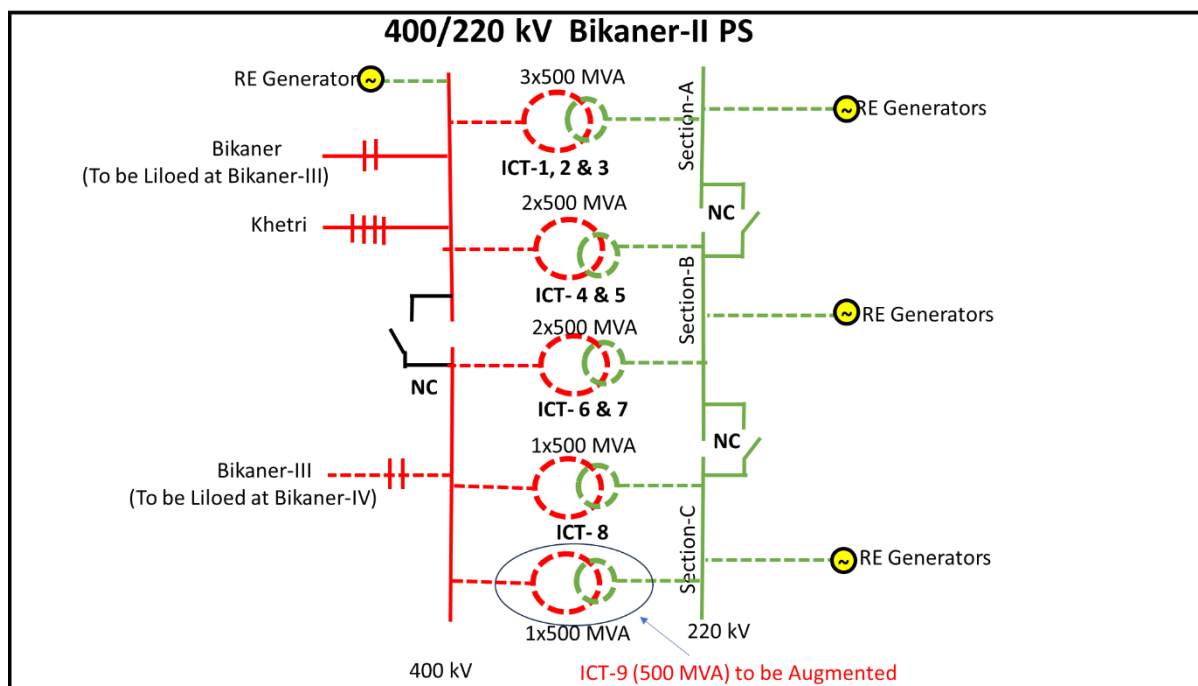 400/220 kV Bikaner-II PS
RE Generator
~
3x500 MVA
ICT-1, 2 & 3
Section-A
~
RE Generators
Bikaner
(To be Liloed at Bikaner-III)
Khetri
2x500 MVA
ICT- 4 & 5
NC
Section-B
~
RE Generators
NC
2x500 MVA
ICT- 6 & 7
NC
Bikaner-III
(To be Liloed at Bikaner-IV)
1x500 MVA
ICT- 8
Section-C
~
RE Generators
1x500 MVA
220 kV
400 kV
ICT-9 (500 MVA) to be Augmented